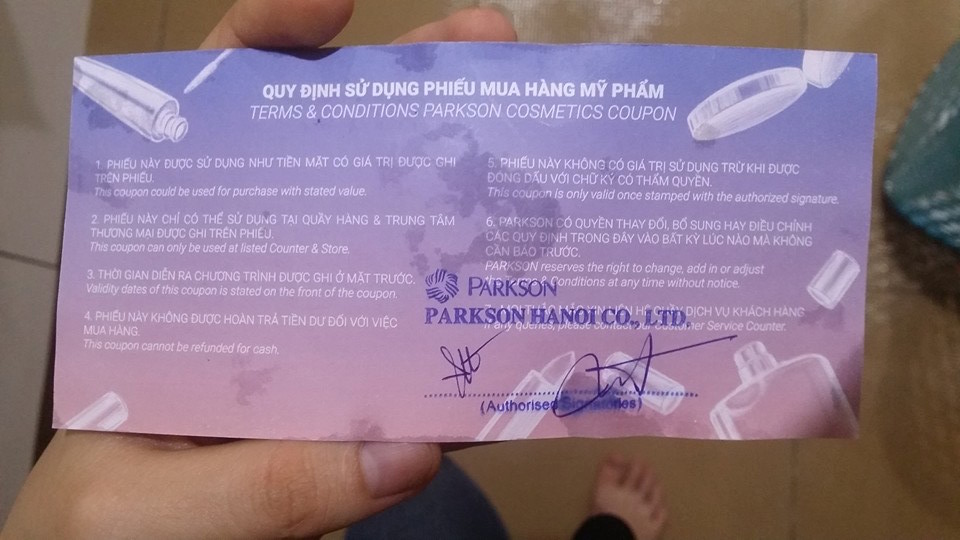 QUY ĐỊNH SỬ DỤNG PHIẾU MUA HÀNG MỸ PHẨM
TERMS & CONDITIONS PARKSON COSMETICS COUPON
1. PHIẾU NÀY ĐƯỢC SỬ DỤNG NHƯ TIỀN MẶT CÓ GIÁ TRỊ ĐƯỢC GHI
TRÊN PHIẾU.
This coupon could be used for purchase with stated value.
2. PHIẾU NÀY CHỈ CÓ THỂ SỬ DỤNG TẠI QUẦY HÀNG & TRUNG TÂM
THƯƠNG MẠI ĐƯỢC GHI TRÊN PHIẾU.
This coupon can only be used at listed Counter & Store.
3. THỜI GIAN DIỄN RA CHƯƠNG TRÌNH ĐƯỢC GHI Ở MẶT TRƯỚC.
Validity dates of this coupon is stated on the front of the coupon.
4. PHIẾU NÀY KHÔNG ĐƯỢC HOÀN TRẢ TIỀN DƯ ĐỐI VỚI VIỆC
MUA HÀNG.
This coupon cannot be refunded for cash.
5. PHIẾU NÀY KHÔNG CÓ GIÁ TRỊ SỬ DỤNG TRỪ KHI ĐƯỢC
ĐÓNG DẤU VỚI CHỮ KÝ CÓ THẨM QUYỀN.
This coupon is only valid once stamped with the authorized signature.
6. PARKSON CÓ QUYỀN THAY ĐỔI, BỔ SUNG HAY ĐIỀU CHỈNH
CÁC QUY ĐỊNH TRONG ĐÂY VÀO BẤT KỲ LÚC NÀO MÀ KHÔNG
CẦN BÁO TRƯỚC.
PARKSON reserves the right to change, add in or adjust
conditions at any time without notice.
DỊCH VỤ KHÁCH HÀNG
If any queries, please contact our Customer Service Counter.
PARKSON
PARKSON HANOI CO., LTD.
(Authorised Signatories)